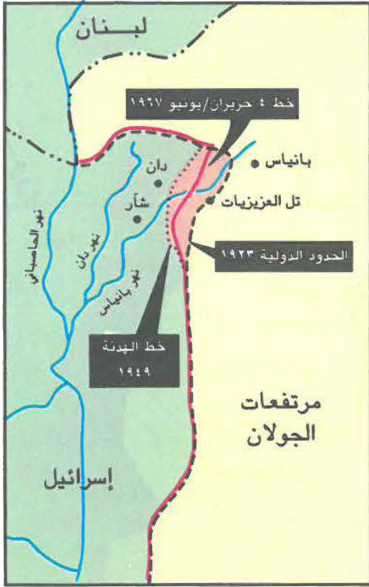 لبنان
خط ٤ حزيران/يونيو ١٩٦٧
بانياس
دان
تل العزيزيات
شآر
نهر الحاصباني
نهر دان
نهر بانياس
الحدود الدولية ١٩٢٣
خط الهدنة
١٩٤٩
مرتفعات
الجولان
إسرائيل